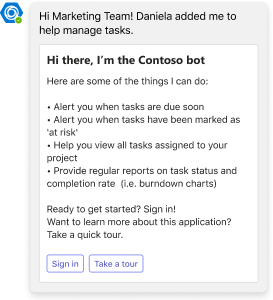 Hi Marketing Team! Daniela added me to
help manage tasks.
Hi there, I'm the Contoso bot
Here are some of the things I can do:
• Alert you when tasks are due soon
• Alert you when tasks have been marked as
'at risk'
• Help you view all tasks assigned to your
project
• Provide regular reports on task status and
completion rate (i.e. burndown charts)
Ready to get started? Sign in!
Want to learn more about this application?
Take a quick tour.
Sign in
Take a tour